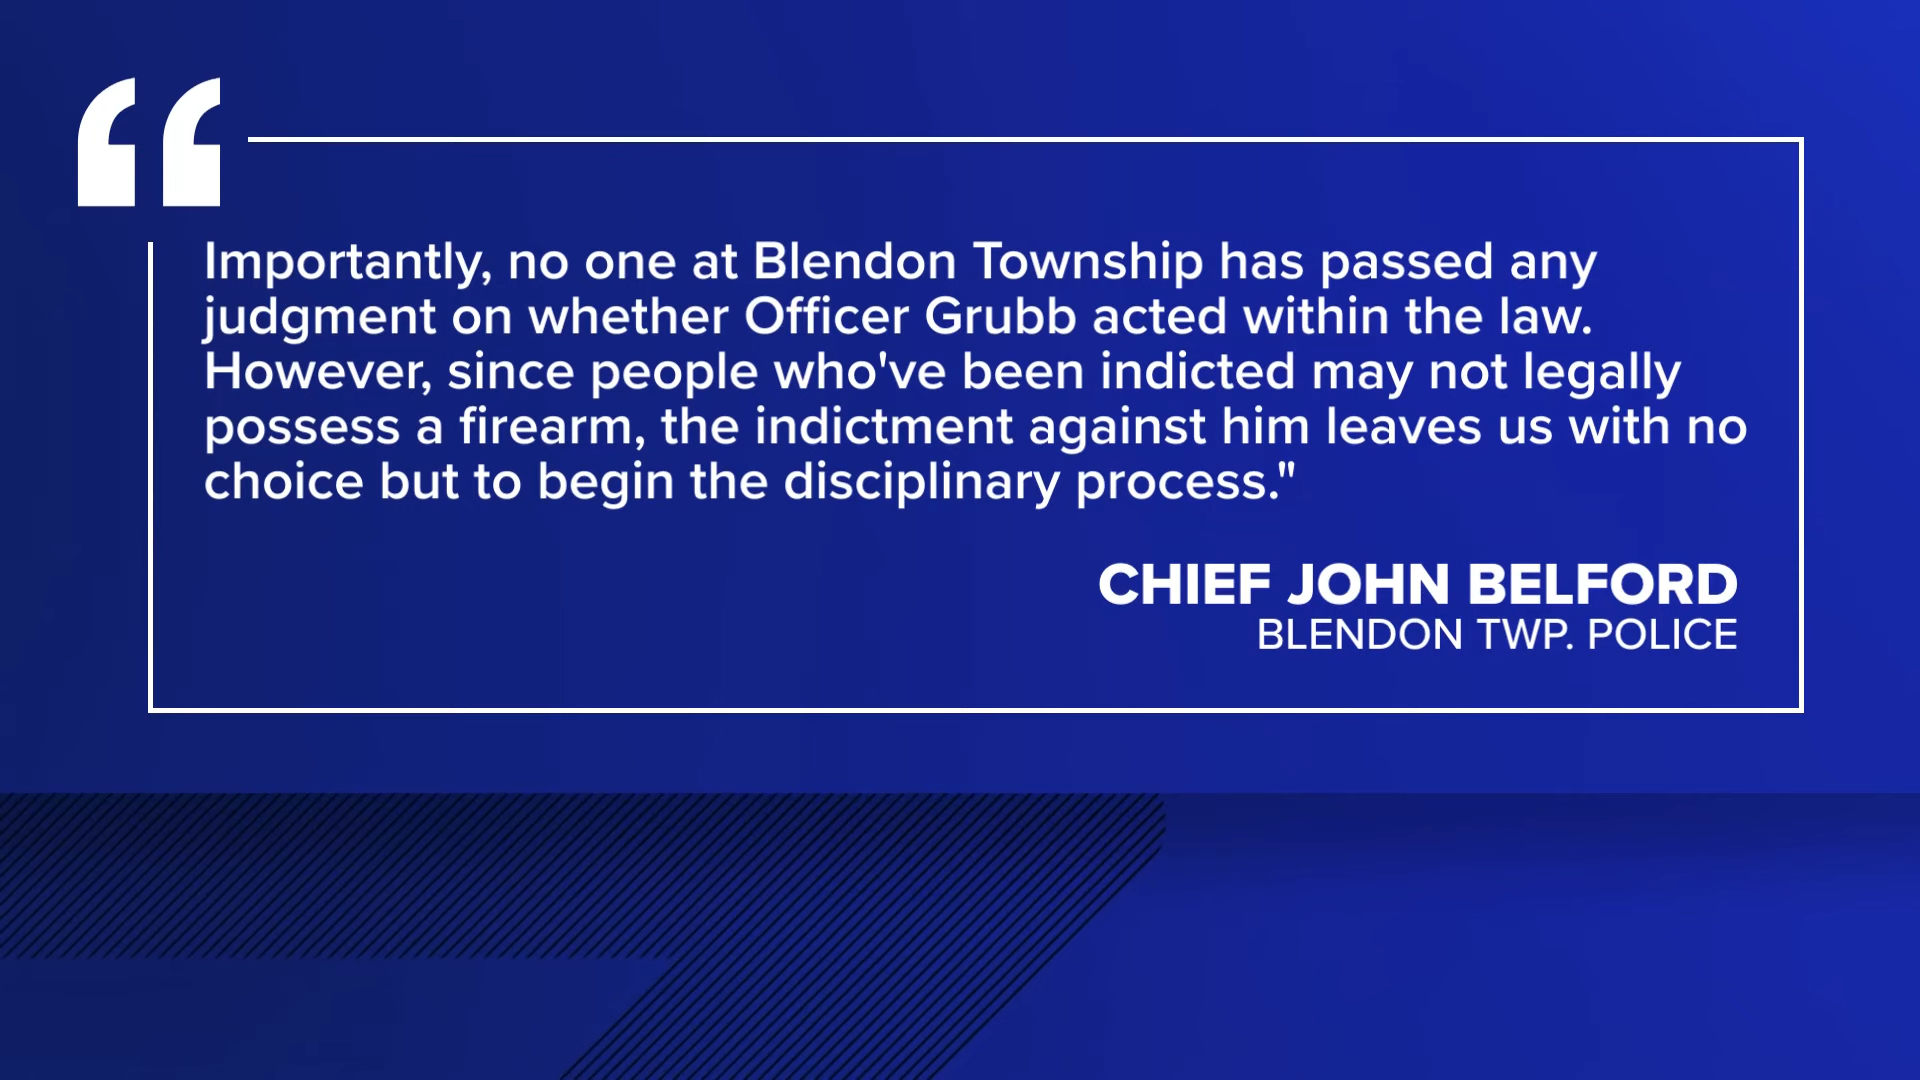 “
Importantly, no one at Blendon Township has passed any
judgment on whether Officer Grubb acted within the law.
However, since people who've been indicted may not legally
possess a firearm, the indictment against him leaves us with no
choice but to begin the disciplinary process."
CHIEF JOHN BELFORD
BLENDON TWP. POLICE